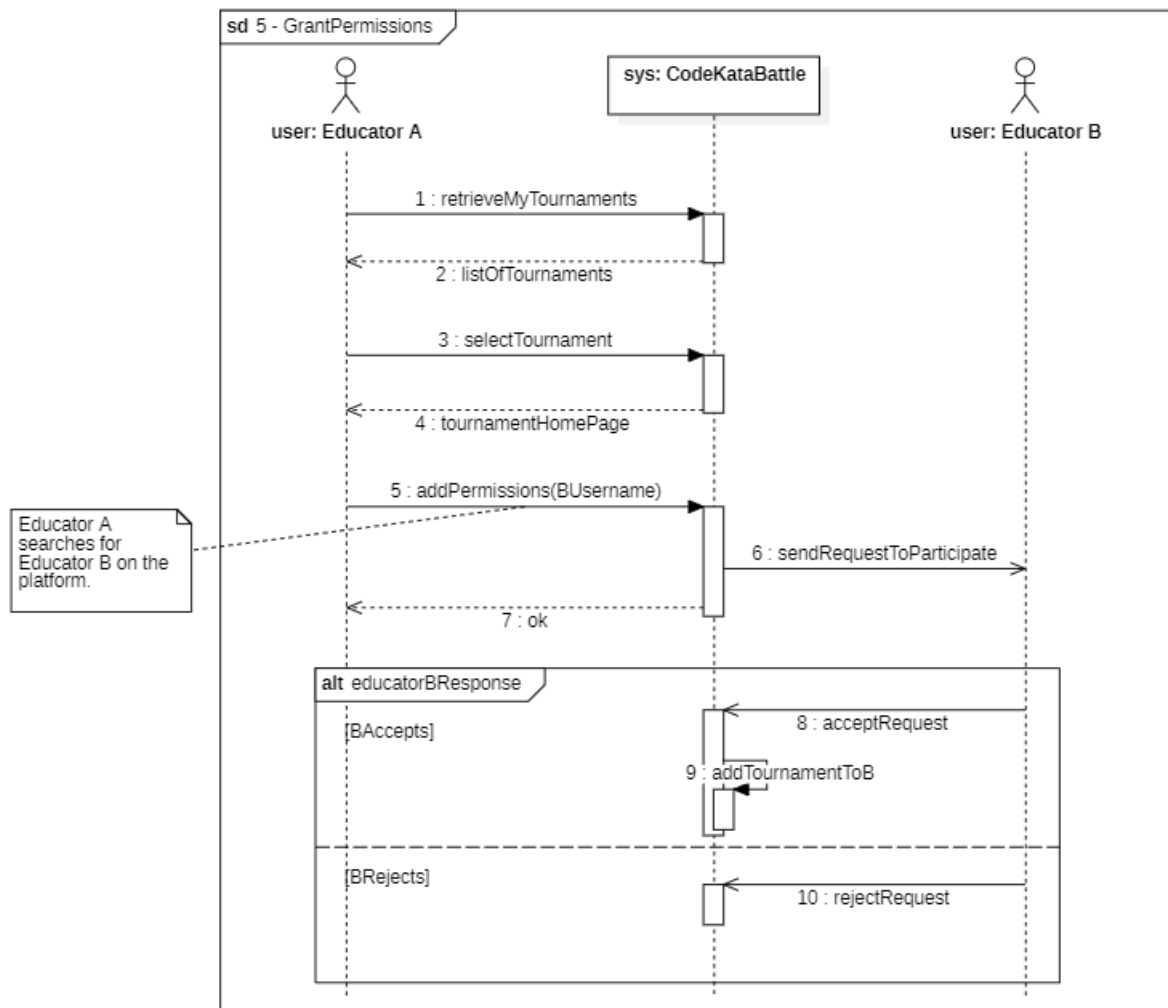 sd 5 - GrantPermissions
user: Educator A
sys: CodeKataBattle
user: Educator B
1 : retrieveMyTournaments
2 : listOfTournaments
3 : selectTournament
4 : tournamentHomePage
5 : addPermissions(BUsername)
Educator A
searches for
Educator B on the
platform.
6 : sendRequestToParticipate
7 : ok
alt educatorBResponse
[BAccepts]
8 : acceptRequest
9 : addTournamentToB
[BRejects]
10 : rejectRequest